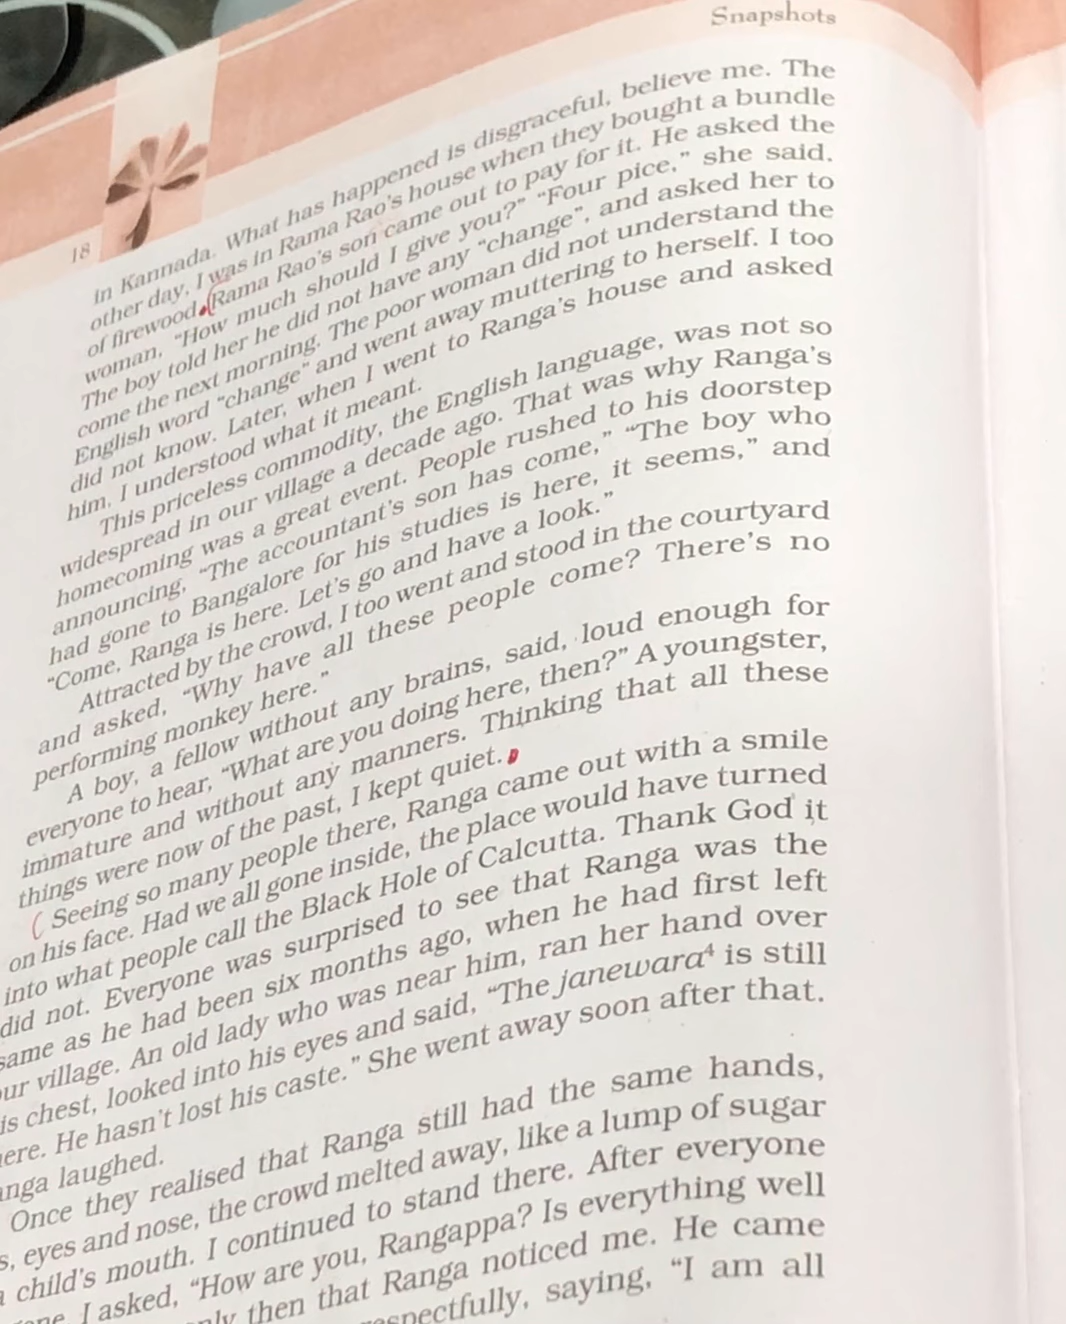 Snapshots
18
in Kannada. What has happened is disgraceful, believe me. The
other day, I was in Rama Rao's house when they bought a bundle
of firewood. Rama Rao's son came out to pay for it. He asked the
woman, “How much should I give you?” “Four pice,” she said.
The boy told her he did not have any “change”, and asked her to
come the next morning. The poor woman did not understand the
English word “change” and went away muttering to herself. I too
did not know. Later, when I went to Ranga's house and asked
him, I understood what it meant.
This priceless commodity, the English language, was not so
widespread in our village a decade ago. That was why Ranga's
homecoming was a great event. People rushed to his doorstep
announcing, “The accountant's son has come,” “The boy who
had gone to Bangalore for his studies is here, it seems,” and
“Come, Ranga is here. Let's go and have a look.”
Attracted by the crowd, I too went and stood in the courtyard
and asked, “Why have all these people come? There's no
performing monkey here.”
A boy, a fellow without any brains, said, loud enough for
everyone to hear, “What are you doing here, then?” A youngster,
immature and without any manners. Thinking that all these
things were now of the past, I kept quiet.
Seeing so many people there, Ranga came out with a smile
on his face. Had we all gone inside, the place would have turned
into what people call the Black Hole of Calcutta. Thank God it
did not. Everyone was surprised to see that Ranga was the
same as he had been six months ago, when he had first left
village. An old lady who was near him, ran her hand over
chest, looked into his eyes and said, “The janewara⁴ is still
He hasn't lost his caste.” She went away soon after that.
laughed.
Once they realised that Ranga still had the same hands,
eyes and nose, the crowd melted away, like a lump of sugar
child's mouth. I continued to stand there. After everyone
I asked, “How are you, Rangappa? Is everything well
then that Ranga noticed me. He came
saying, “I am all